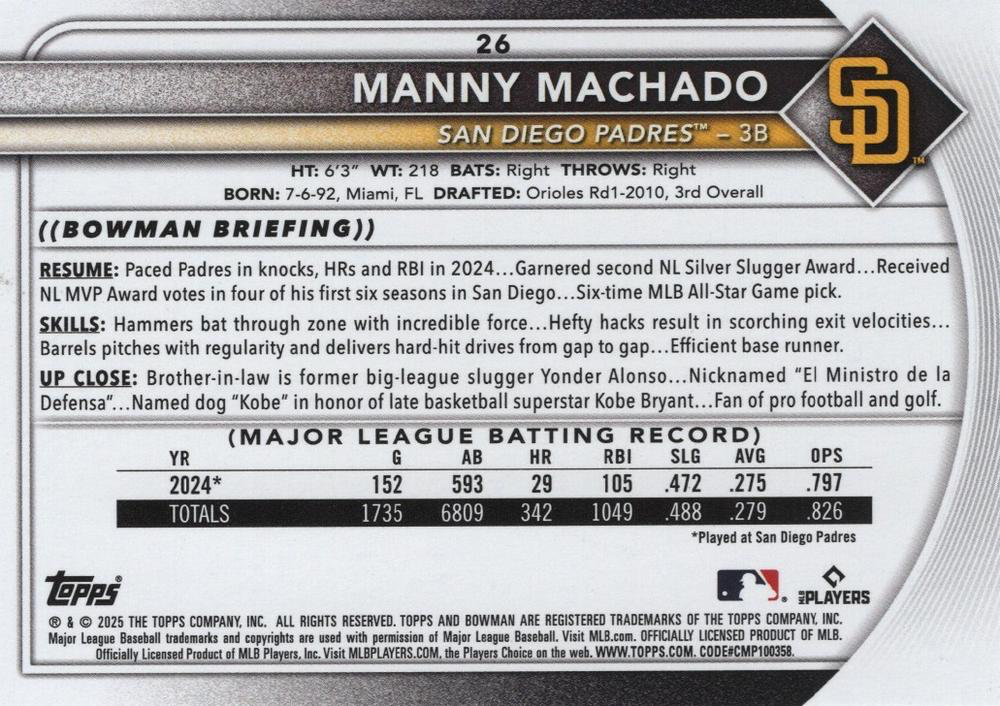 26
MANNY MACHADO
SAN DIEGO PADRES™ – 3B
SD™
HT: 6'3" WT: 218 BATS: Right THROWS: Right
BORN: 7-6-92, Miami, FL DRAFTED: Orioles Rd1-2010, 3rd Overall
((BOWMAN BRIEFING))
RESUME: Paced Padres in knocks, HRs and RBI in 2024...Garnered second NL Silver Slugger Award...Received
NL MVP Award votes in four of his first six seasons in San Diego...Six-time MLB All-Star Game pick.
SKILLS: Hammers bat through zone with incredible force...Hefty hacks result in scorching exit velocities...
Barrels pitches with regularity and delivers hard-hit drives from gap to gap...Efficient base runner.
UP CLOSE: Brother-in-law is former big-league slugger Yonder Alonso...Nicknamed “El Ministro de la
Defensa”...Named dog “Kobe” in honor of late basketball superstar Kobe Bryant...Fan of pro football and golf.
(MAJOR LEAGUE BATTING RECORD)
YR G AB HR RBI SLG AVG OPS
2024* 152 593 29 105 .472 .275 .797
TOTALS 1735 6809 342 1049 .488 .279 .826
*Played at San Diego Padres
Topps®
MLB PLAYERS
® & © 2025 THE TOPPS COMPANY, INC. ALL RIGHTS RESERVED. TOPPS AND BOWMAN ARE REGISTERED TRADEMARKS OF THE TOPPS COMPANY, INC.
Major League Baseball trademarks and copyrights are used with permission of Major League Baseball. Visit MLB.com. OFFICIALLY LICENSED PRODUCT OF MLB.
Officially Licensed Product of MLB Players, Inc. Visit MLBPLAYERS.COM, the Players Choice on the web. WWW.TOPPS.COM. CODE#CMP100358.